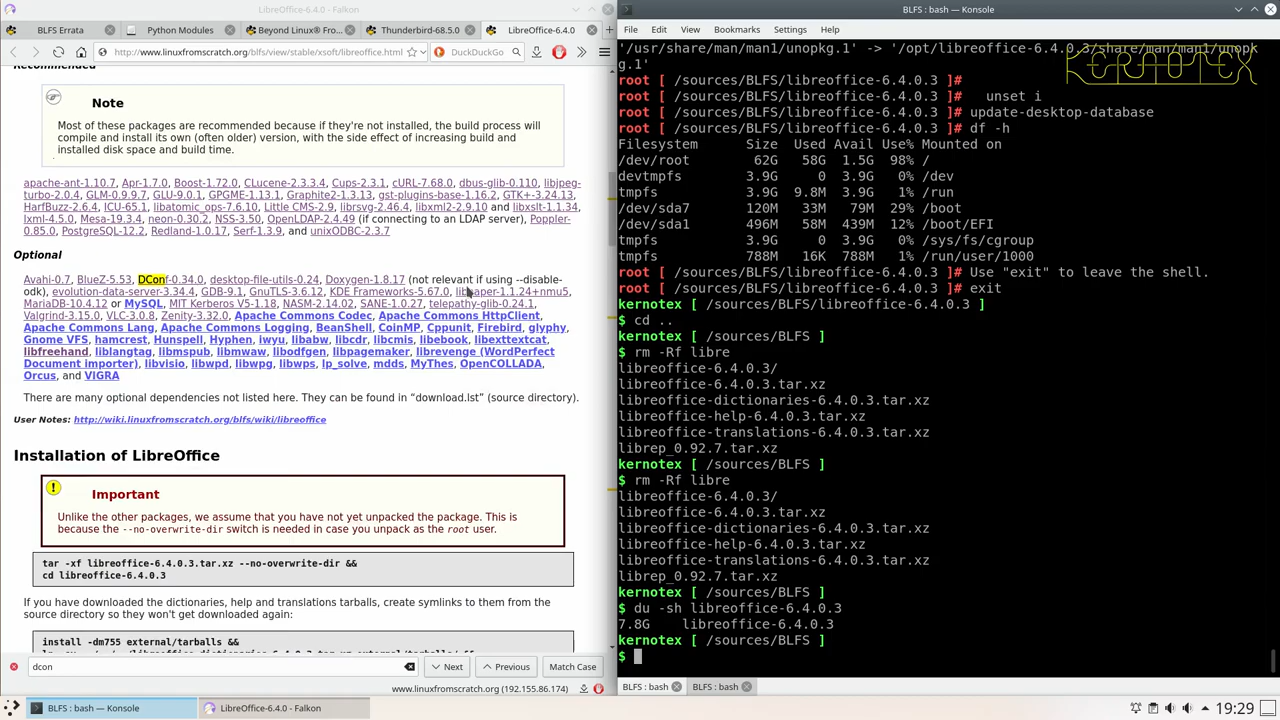 LibreOffice-6.4.0 — Falkon
BLFS Errata
Python Modules
Beyond Linux® Fro...
Thunderbird-68.5.0
LibreOffice-6.4.0
http://www.linuxfromscratch.org/blfs/view/stable/xsoft/libreoffice.html
DuckDuckGo
Recommended
Note
Most of these packages are recommended because if they're not installed, the build process will
compile and install its own (often older) version, with the side effect of increasing build and
installed disk space and build time.
apache-ant-1.10.7, Apr-1.7.0, Boost-1.72.0, CLucene-2.3.3.4, Cups-2.3.1, cURL-7.68.0, dbus-glib-0.110, libjpeg-
turbo-2.0.4, GLM-0.9.9.7, GLU-9.0.1, GPGME-1.13.1, Graphite2-1.3.13, gst-plugins-base-1.16.2, GTK+-3.24.13,
HarfBuzz-2.6.4, ICU-65.1, libatomic_ops-7.6.10, Little CMS-2.9, librsvg-2.46.4, libxml2-2.9.10 and libxslt-1.1.34,
lxml-4.5.0, Mesa-19.3.4, neon-0.30.2, NSS-3.50, OpenLDAP-2.4.49 (if connecting to an LDAP server), Poppler-
0.85.0, PostgreSQL-12.2, Redland-1.0.17, Serf-1.3.9, and unixODBC-2.3.7
Optional
Avahi-0.7, BlueZ-5.53, DConf-0.34.0, desktop-file-utils-0.24, Doxygen-1.8.17 (not relevant if using --disable-
odk), evolution-data-server-3.34.4, GDB-9.1, GnuTLS-3.6.12, KDE Frameworks-5.67.0, libpaper-1.1.24+nmu5,
MariaDB-10.4.12 or MySQL, MIT Kerberos V5-1.18, NASM-2.14.02, SANE-1.0.27, telepathy-glib-0.24.1,
Valgrind-3.15.0, VLC-3.0.8, Zenity-3.32.0, Apache Commons Codec, Apache Commons HttpClient,
Apache Commons Lang, Apache Commons Logging, BeanShell, CoinMP, Cppunit, Firebird, glyphy,
Gnome VFS, hamcrest, Hunspell, Hyphen, iwyu, libabw, libcdr, libcmis, libebook, libexttextcat,
libfreehand, liblangtag, libmspub, libmwaw, libodfgen, libpagemaker, librevenge (WordPerfect
Document importer), libvisio, libwpd, libwpg, libwps, lp_solve, mdds, MyThes, OpenCOLLADA,
Orcus, and VIGRA
There are many optional dependencies not listed here. They can be found in “download.lst” (source directory).
User Notes: http://wiki.linuxfromscratch.org/blfs/wiki/libreoffice
Installation of LibreOffice
Important
Unlike the other packages, we assume that you have not yet unpacked the package. This is
because the --no-overwrite-dir switch is needed in case you unpack as the root user.
tar -xf libreoffice-6.4.0.3.tar.xz --no-overwrite-dir &&
cd libreoffice-6.4.0.3
If you have downloaded the dictionaries, help and translations tarballs, create symlinks to them from the
source directory so they won't get downloaded again:
install -dm755 external/tarballs &&
dcon
Next
Previous
Match Case
www.linuxfromscratch.org (192.155.86.174)
BLFS : bash — Konsole
File Edit View Bookmarks Settings Help
'/usr/share/man/man1/unopkg.1' -> '/opt/libreoffice-6.4.0.3/share/man/man1/unopk
g.1'
KERNOTEX
root [ /sources/BLFS/libreoffice-6.4.0.3 ]#
root [ /sources/BLFS/libreoffice-6.4.0.3 ]#   unset i
root [ /sources/BLFS/libreoffice-6.4.0.3 ]# update-desktop-database
root [ /sources/BLFS/libreoffice-6.4.0.3 ]# df -h
Filesystem      Size  Used Avail Use% Mounted on
/dev/root        62G   58G  1.5G  98% /
devtmpfs        3.9G     0  3.9G   0% /dev
tmpfs           3.9G  9.8M  3.9G   1% /run
/dev/sda7       120M   33M   79M  29% /boot
/dev/sda1       496M   58M  439M  12% /boot/EFI
tmpfs           3.9G     0  3.9G   0% /sys/fs/cgroup
tmpfs           788M   16K  788M   1% /run/user/1000
root [ /sources/BLFS/libreoffice-6.4.0.3 ]# Use "exit" to leave the shell.
root [ /sources/BLFS/libreoffice-6.4.0.3 ]# exit
kernotex [ /sources/BLFS/libreoffice-6.4.0.3 ]
$ cd ..
kernotex [ /sources/BLFS ]
$ rm -Rf libre
libreoffice-6.4.0.3/
libreoffice-6.4.0.3.tar.xz
libreoffice-dictionaries-6.4.0.3.tar.xz
libreoffice-help-6.4.0.3.tar.xz
libreoffice-translations-6.4.0.3.tar.xz
librep_0.92.7.tar.xz
kernotex [ /sources/BLFS ]
$ rm -Rf libre
libreoffice-6.4.0.3/
libreoffice-6.4.0.3.tar.xz
libreoffice-dictionaries-6.4.0.3.tar.xz
libreoffice-help-6.4.0.3.tar.xz
libreoffice-translations-6.4.0.3.tar.xz
librep_0.92.7.tar.xz
kernotex [ /sources/BLFS ]
$ du -sh libreoffice-6.4.0.3
7.8G    libreoffice-6.4.0.3
kernotex [ /sources/BLFS ]
$
BLFS : bash
BLFS : bash
BLFS : bash — Konsole
LibreOffice-6.4.0 - Falkon
19:29